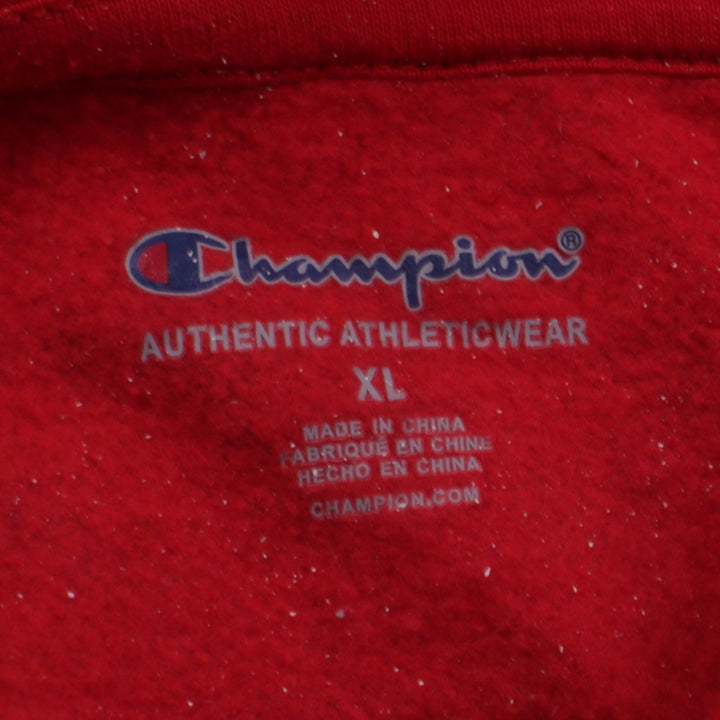 Champion®
AUTHENTIC ATHLETICWEAR
XL
MADE IN CHINA
FABRIQUÉ EN CHINE
HECHO EN CHINA
CHAMPION.COM